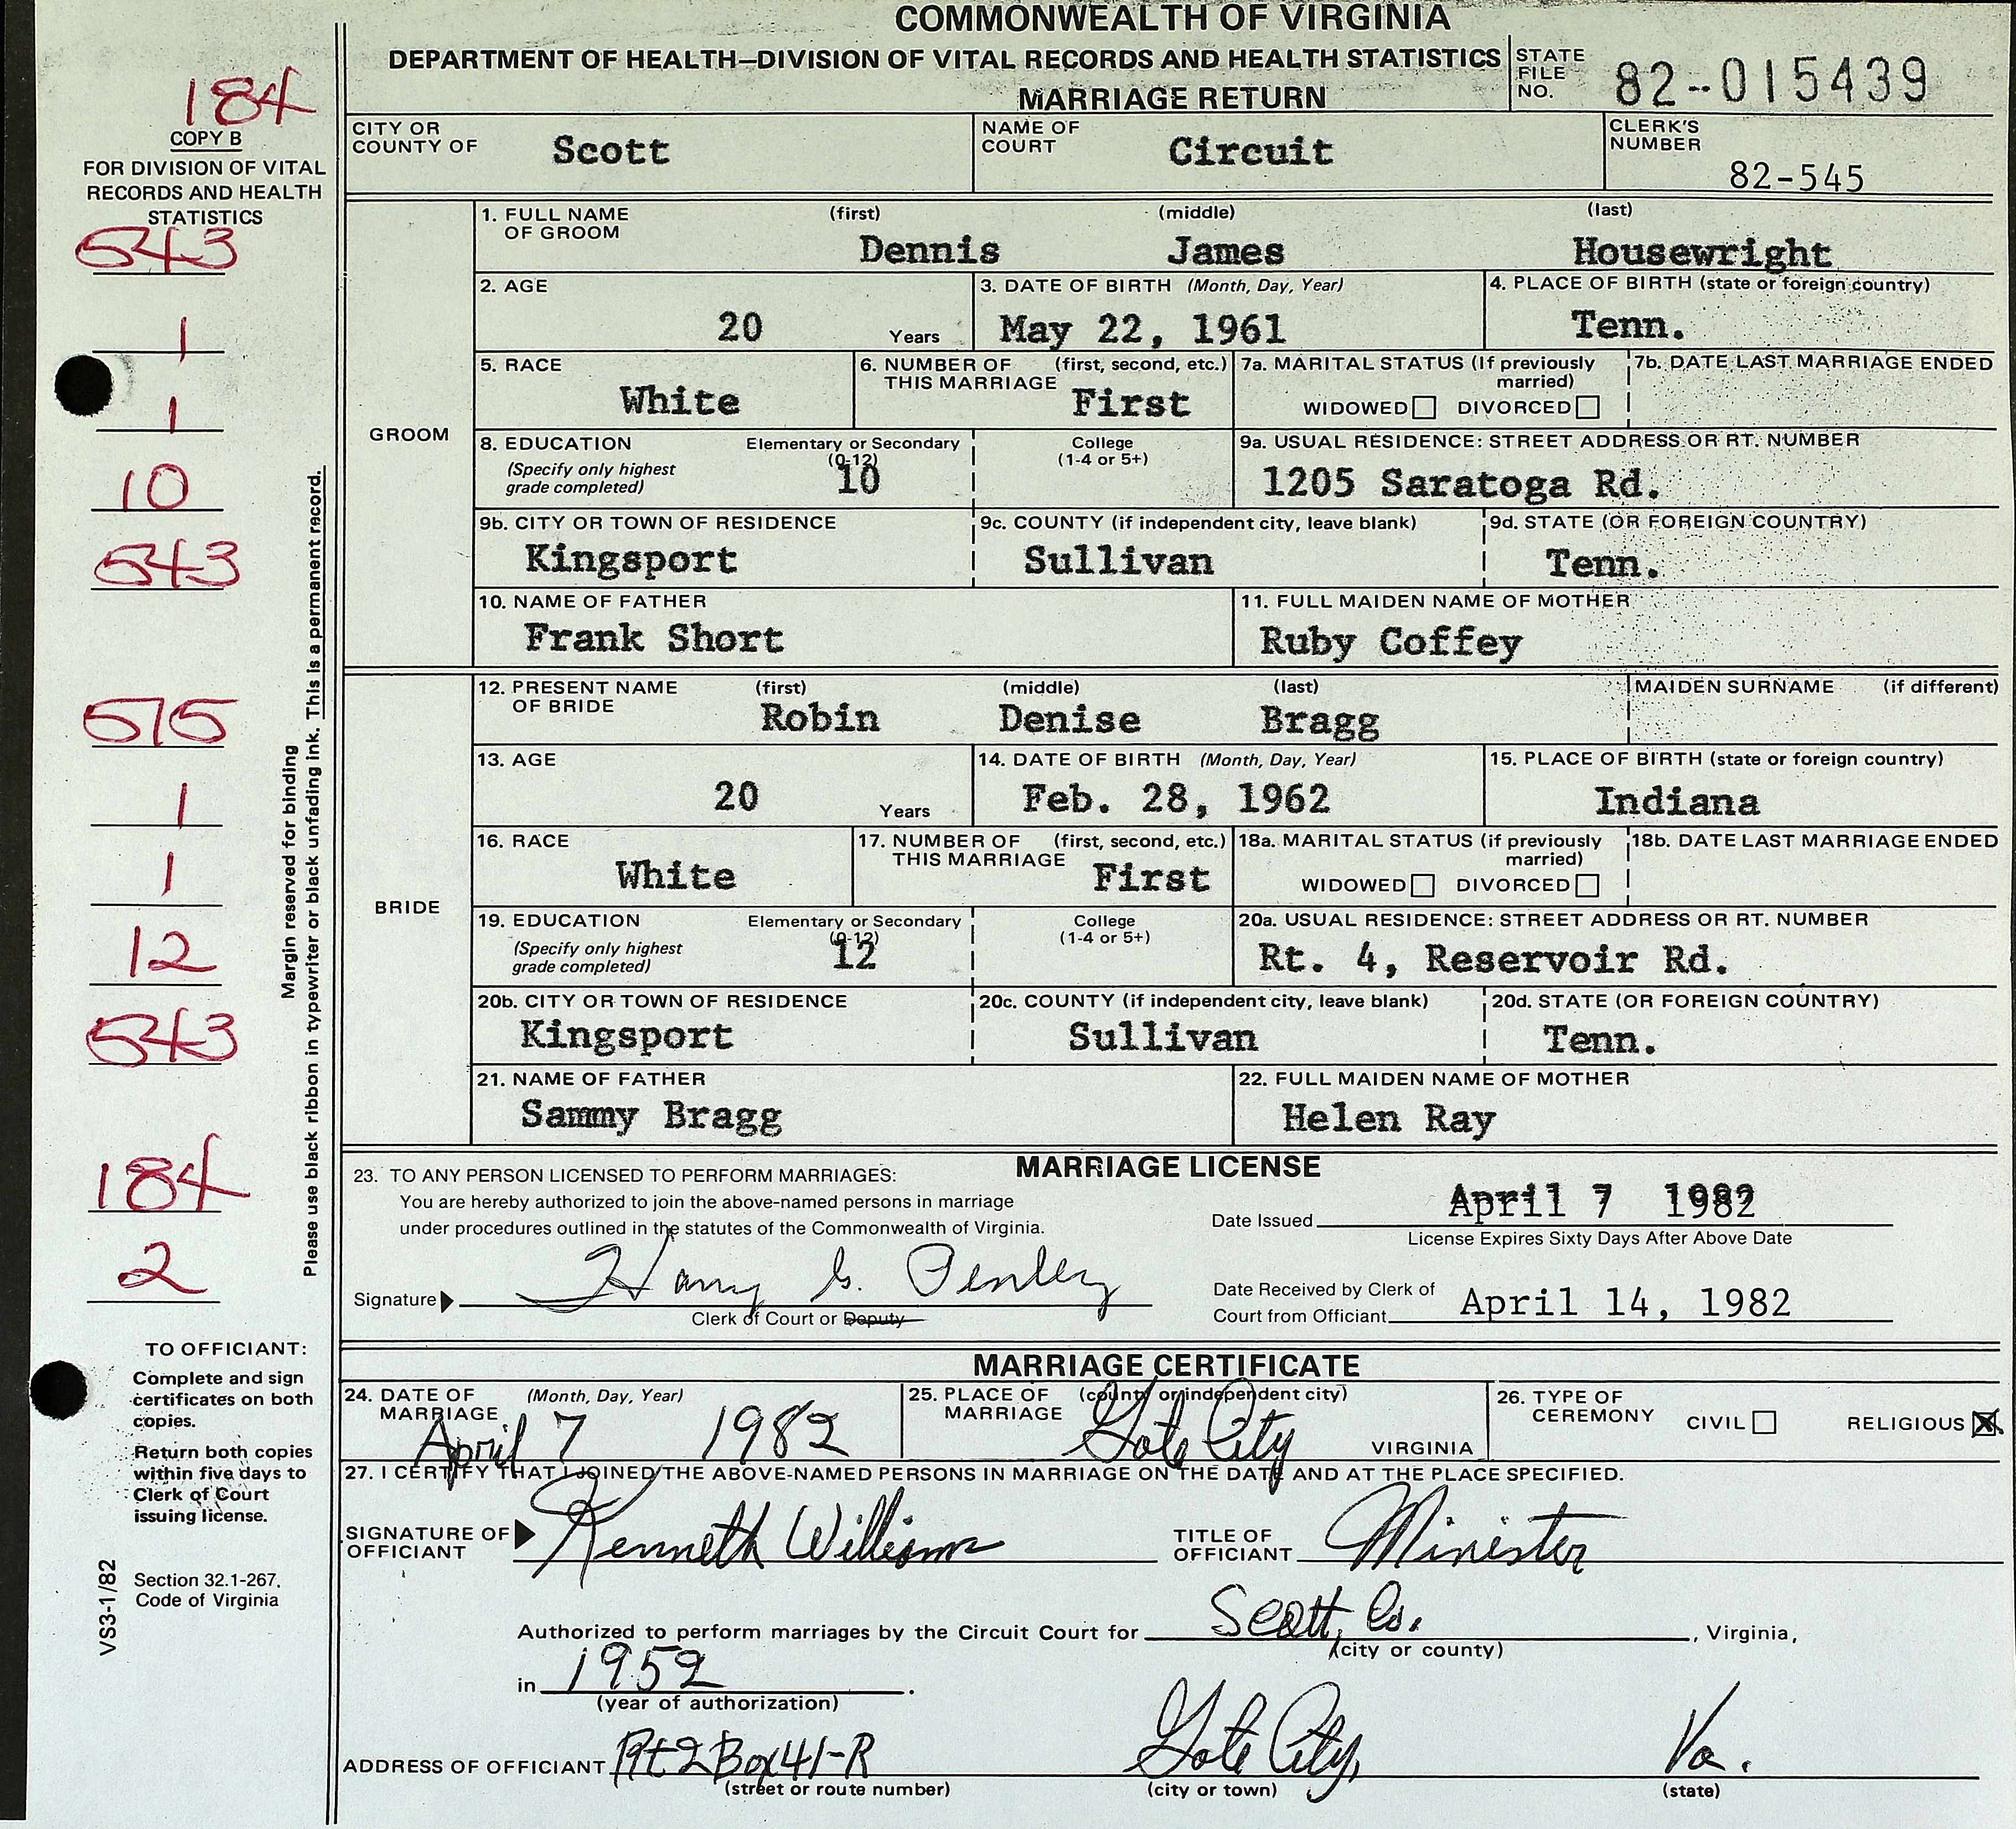 COMMONWEALTH OF VIRGINIA
DEPARTMENT OF HEALTH—DIVISION OF VITAL RECORDS AND HEALTH STATISTICS
MARRIAGE RETURN
STATE FILE NO. 82-015439
184
COPY B
FOR DIVISION OF VITAL
RECORDS AND HEALTH
STATISTICS
543
1
1
10
543
575
1
1
12
543
184
2
Margin reserved for binding
Please use black ribbon in typewriter or black unfading ink. This is a permanent record.
TO OFFICIANT:
Complete and sign
certificates on both
copies.
Return both copies
within five days to
Clerk of Court
issuing license.
VS3-1/82
Section 32.1-267,
Code of Virginia
CITY OR COUNTY OF Scott
NAME OF COURT Circuit
CLERK'S NUMBER 82-545
GROOM
1. FULL NAME OF GROOM (first) Dennis (middle) James (last) Housewright
2. AGE 20 Years
3. DATE OF BIRTH (Month, Day, Year) May 22, 1961
4. PLACE OF BIRTH (state or foreign country) Tenn.
5. RACE White
6. NUMBER OF THIS MARRIAGE (first, second, etc.) First
7a. MARITAL STATUS (If previously married) WIDOWED DIVORCED
7b. DATE LAST MARRIAGE ENDED
8. EDUCATION (Specify only highest grade completed) Elementary or Secondary (0-12) 10 College (1-4 or 5+)
9a. USUAL RESIDENCE: STREET ADDRESS OR RT. NUMBER 1205 Saratoga Rd.
9b. CITY OR TOWN OF RESIDENCE Kingsport
9c. COUNTY (if independent city, leave blank) Sullivan
9d. STATE (OR FOREIGN COUNTRY) Tenn.
10. NAME OF FATHER Frank Short
11. FULL MAIDEN NAME OF MOTHER Ruby Coffey
BRIDE
12. PRESENT NAME OF BRIDE (first) Robin (middle) Denise (last) Bragg MAIDEN SURNAME (if different)
13. AGE 20 Years
14. DATE OF BIRTH (Month, Day, Year) Feb. 28, 1962
15. PLACE OF BIRTH (state or foreign country) Indiana
16. RACE White
17. NUMBER OF THIS MARRIAGE (first, second, etc.) First
18a. MARITAL STATUS (if previously married) WIDOWED DIVORCED
18b. DATE LAST MARRIAGE ENDED
19. EDUCATION (Specify only highest grade completed) Elementary or Secondary (0-12) 12 College (1-4 or 5+)
20a. USUAL RESIDENCE: STREET ADDRESS OR RT. NUMBER Rt. 4, Reservoir Rd.
20b. CITY OR TOWN OF RESIDENCE Kingsport
20c. COUNTY (if independent city, leave blank) Sullivan
20d. STATE (OR FOREIGN COUNTRY) Tenn.
21. NAME OF FATHER Sammy Bragg
22. FULL MAIDEN NAME OF MOTHER Helen Ray
MARRIAGE LICENSE
23. TO ANY PERSON LICENSED TO PERFORM MARRIAGES:
You are hereby authorized to join the above-named persons in marriage
under procedures outlined in the statutes of the Commonwealth of Virginia.
Date Issued April 7 1982
License Expires Sixty Days After Above Date
Signature Harry G. Penley
Clerk of Court or Deputy
Date Received by Clerk of
Court from Officiant April 14, 1982
MARRIAGE CERTIFICATE
24. DATE OF MARRIAGE (Month, Day, Year) April 7 1982
25. PLACE OF MARRIAGE (county or independent city) Gate City VIRGINIA
26. TYPE OF CEREMONY CIVIL RELIGIOUS X
27. I CERTIFY THAT I JOINED THE ABOVE-NAMED PERSONS IN MARRIAGE ON THE DATE AND AT THE PLACE SPECIFIED.
SIGNATURE OF OFFICIANT Kenneth Williams
TITLE OF OFFICIANT Minister
Authorized to perform marriages by the Circuit Court for Scott, Co., Virginia,
(city or county)
in 1952.
(year of authorization)
ADDRESS OF OFFICIANT Rt 2 Box 41-R Gate City, Va.
(street or route number) (city or town) (state)